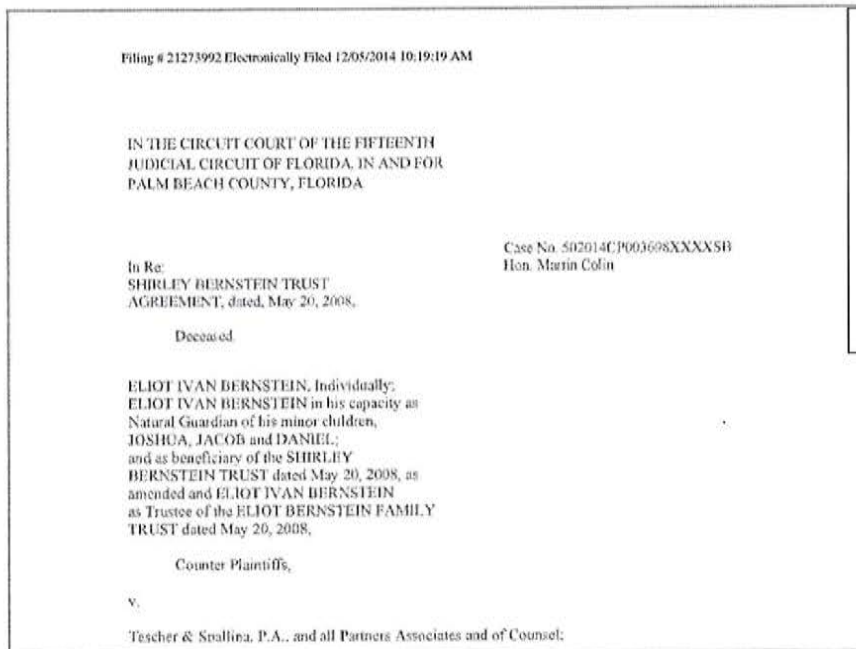 Filing # 21273992 Electronically Filed 12/05/2014 10:19:19 AM
IN THE CIRCUIT COURT OF THE FIFTEENTH
JUDICIAL CIRCUIT OF FLORIDA, IN AND FOR
PALM BEACH COUNTY, FLORIDA
Case No. 502014CP003698XXXXSB
Hon. Martin Colin
In Re:
SHIRLEY BERNSTEIN TRUST
AGREEMENT, dated, May 20, 2008,
Deceased.
ELIOT IVAN BERNSTEIN, Individually;
ELIOT IVAN BERNSTEIN in his capacity as
Natural Guardian of his minor children,
JOSHUA, JACOB and DANIEL;
and as beneficiary of the SHIRLEY
BERNSTEIN TRUST dated May 20, 2008, as
amended and ELIOT IVAN BERNSTEIN
as Trustee of the ELIOT BERNSTEIN FAMILY
TRUST dated May 20, 2008,
Counter Plaintiffs,
v.
Tescher & Spallina, P.A., and all Partners Associates and of Counsel;